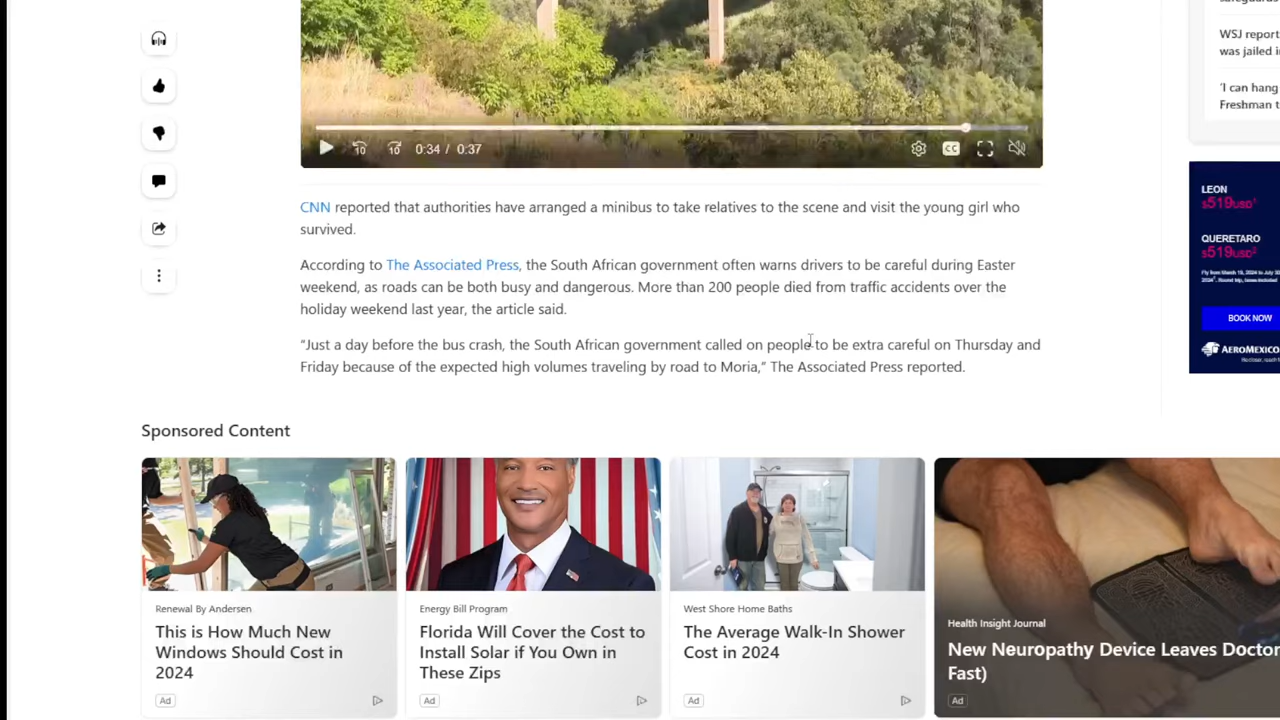 safeguards
WSJ report
was jailed i
'I can hang
Freshman t
10
10
0:34 / 0:37
CC
CNN reported that authorities have arranged a minibus to take relatives to the scene and visit the young girl who
survived.
According to The Associated Press, the South African government often warns drivers to be careful during Easter
weekend, as roads can be both busy and dangerous. More than 200 people died from traffic accidents over the
holiday weekend last year, the article said.
“Just a day before the bus crash, the South African government called on people to be extra careful on Thursday and
Friday because of the expected high volumes traveling by road to Moria,” The Associated Press reported.
LEON
$519USD¹
QUERETARO
$519USD²
BOOK NOW
AEROMEXICO
Sponsored Content
Renewal By Andersen
This is How Much New
Windows Should Cost in
2024
Ad
Energy Bill Program
Florida Will Cover the Cost to
Install Solar if You Own in
These Zips
Ad
West Shore Home Baths
The Average Walk-In Shower
Cost in 2024
Ad
Health Insight Journal
New Neuropathy Device Leaves Doctor
Fast)
Ad